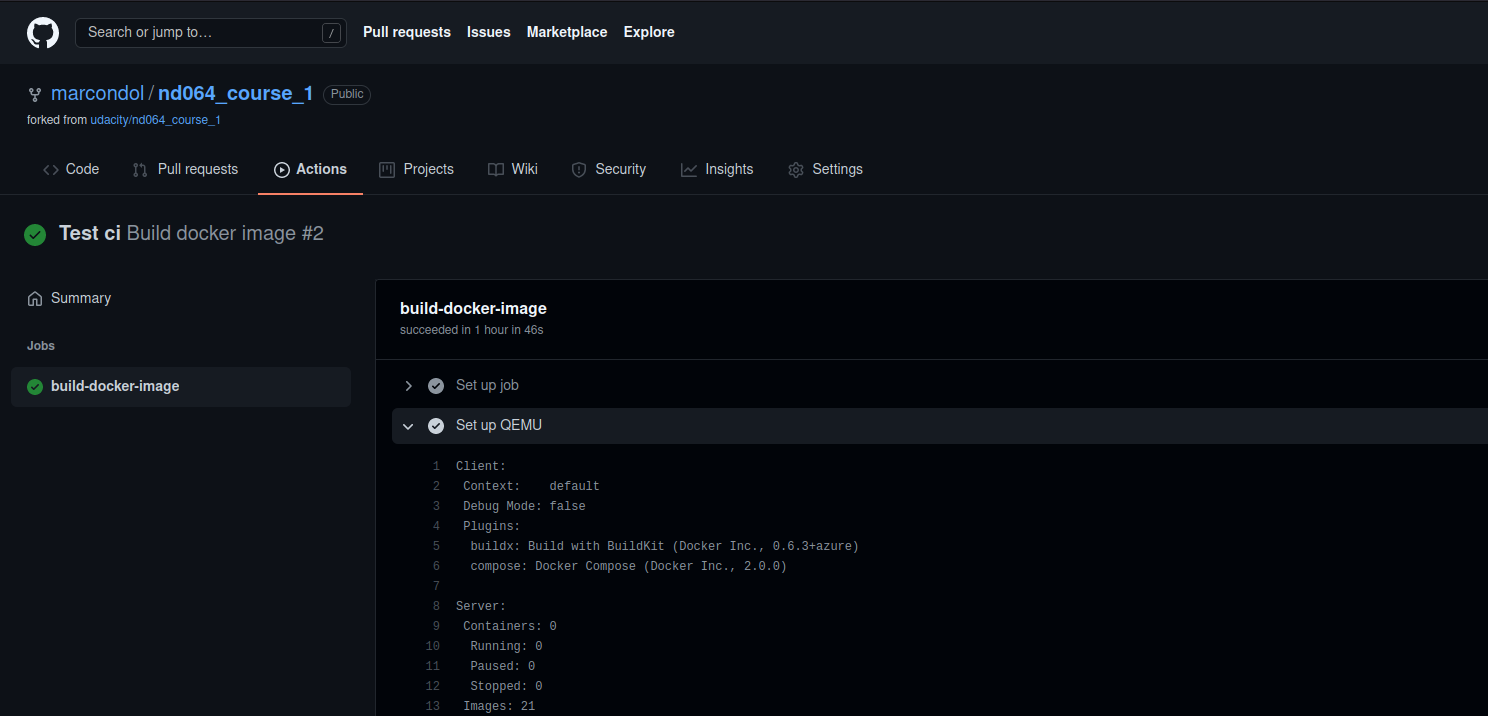 Search or jump to… /
Pull requests Issues Marketplace Explore
marcondol / nd064_course_1 Public
forked from udacity/nd064_course_1
Code Pull requests Actions Projects Wiki Security Insights Settings
Test ci Build docker image #2
Summary
Jobs
build-docker-image
build-docker-image
succeeded in 1 hour in 46s
Set up job
Set up QEMU
1 Client:
2 Context: default
3 Debug Mode: false
4 Plugins:
5 buildx: Build with BuildKit (Docker Inc., 0.6.3+azure)
6 compose: Docker Compose (Docker Inc., 2.0.0)
7
8 Server:
9 Containers: 0
10 Running: 0
11 Paused: 0
12 Stopped: 0
13 Images: 21